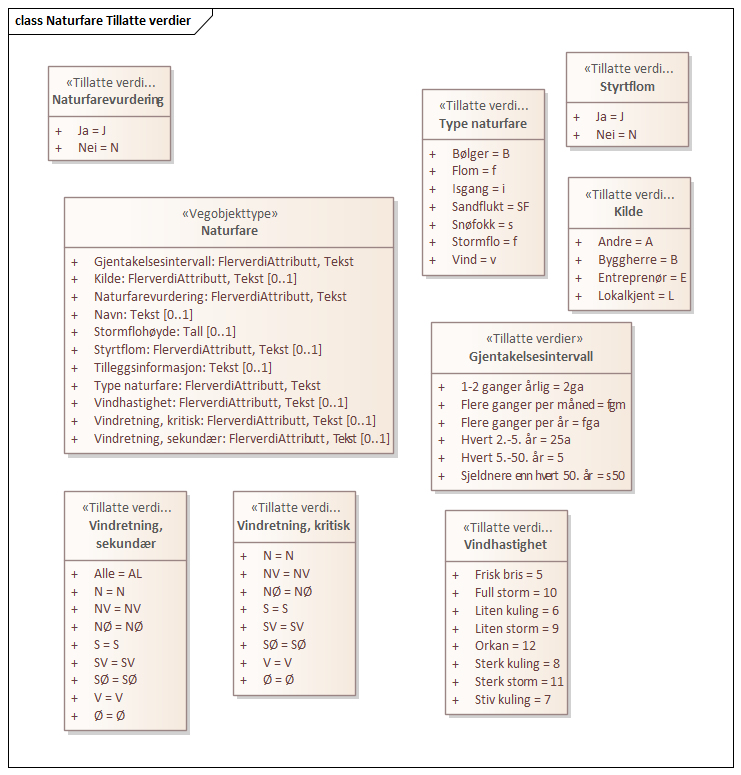 class Naturfare Tillatte verdier
«Tillatte verdi...
Naturfarevurdering
+ Ja = J
+ Nei = N
«Tillatte verdi...
Type naturfare
+ Bølger = B
+ Flom = f
+ Isgang = i
+ Sandflukt = SF
+ Snøfokk = s
+ Stormflo = f
+ Vind = v
«Tillatte verdi...
Styrtflom
+ Ja = J
+ Nei = N
«Tillatte verdi...
Kilde
+ Andre = A
+ Byggherre = B
+ Entreprenør = E
+ Lokalkjent = L
«Vegobjekttype»
Naturfare
+ Gjentakelsesintervall: FlerverdiAttributt, Tekst
+ Kilde: FlerverdiAttributt, Tekst [0..1]
+ Naturfarevurdering: FlerverdiAttributt, Tekst
+ Navn: Tekst [0..1]
+ Stormflohøyde: Tall [0..1]
+ Styrtflom: FlerverdiAttributt, Tekst [0..1]
+ Tilleggsinformasjon: Tekst [0..1]
+ Type naturfare: FlerverdiAttributt, Tekst
+ Vindhastighet: FlerverdiAttributt, Tekst [0..1]
+ Vindretning, kritisk: FlerverdiAttributt, Tekst [0..1]
+ Vindretning, sekundær: FlerverdiAttributt, Tekst [0..1]
«Tillatte verdier»
Gjentakelsesintervall
+ 1-2 ganger årlig = 2ga
+ Flere ganger per måned = fgm
+ Flere ganger per år = fga
+ Hvert 2.-5. år = 25a
+ Hvert 5.-50. år = 5
+ Sjeldnere enn hvert 50. år = s50
«Tillatte verdi...
Vindretning,
sekundær
+ Alle = AL
+ N = N
+ NV = NV
+ NØ = NØ
+ S = S
+ SV = SV
+ SØ = SØ
+ V = V
+ Ø = Ø
«Tillatte verdi...
Vindretning, kritisk
+ N = N
+ NV = NV
+ NØ = NØ
+ S = S
+ SV = SV
+ SØ = SØ
+ V = V
+ Ø = Ø
«Tillatte verdi...
Vindhastighet
+ Frisk bris = 5
+ Full storm = 10
+ Liten kuling = 6
+ Liten storm = 9
+ Orkan = 12
+ Sterk kuling = 8
+ Sterk storm = 11
+ Stiv kuling = 7